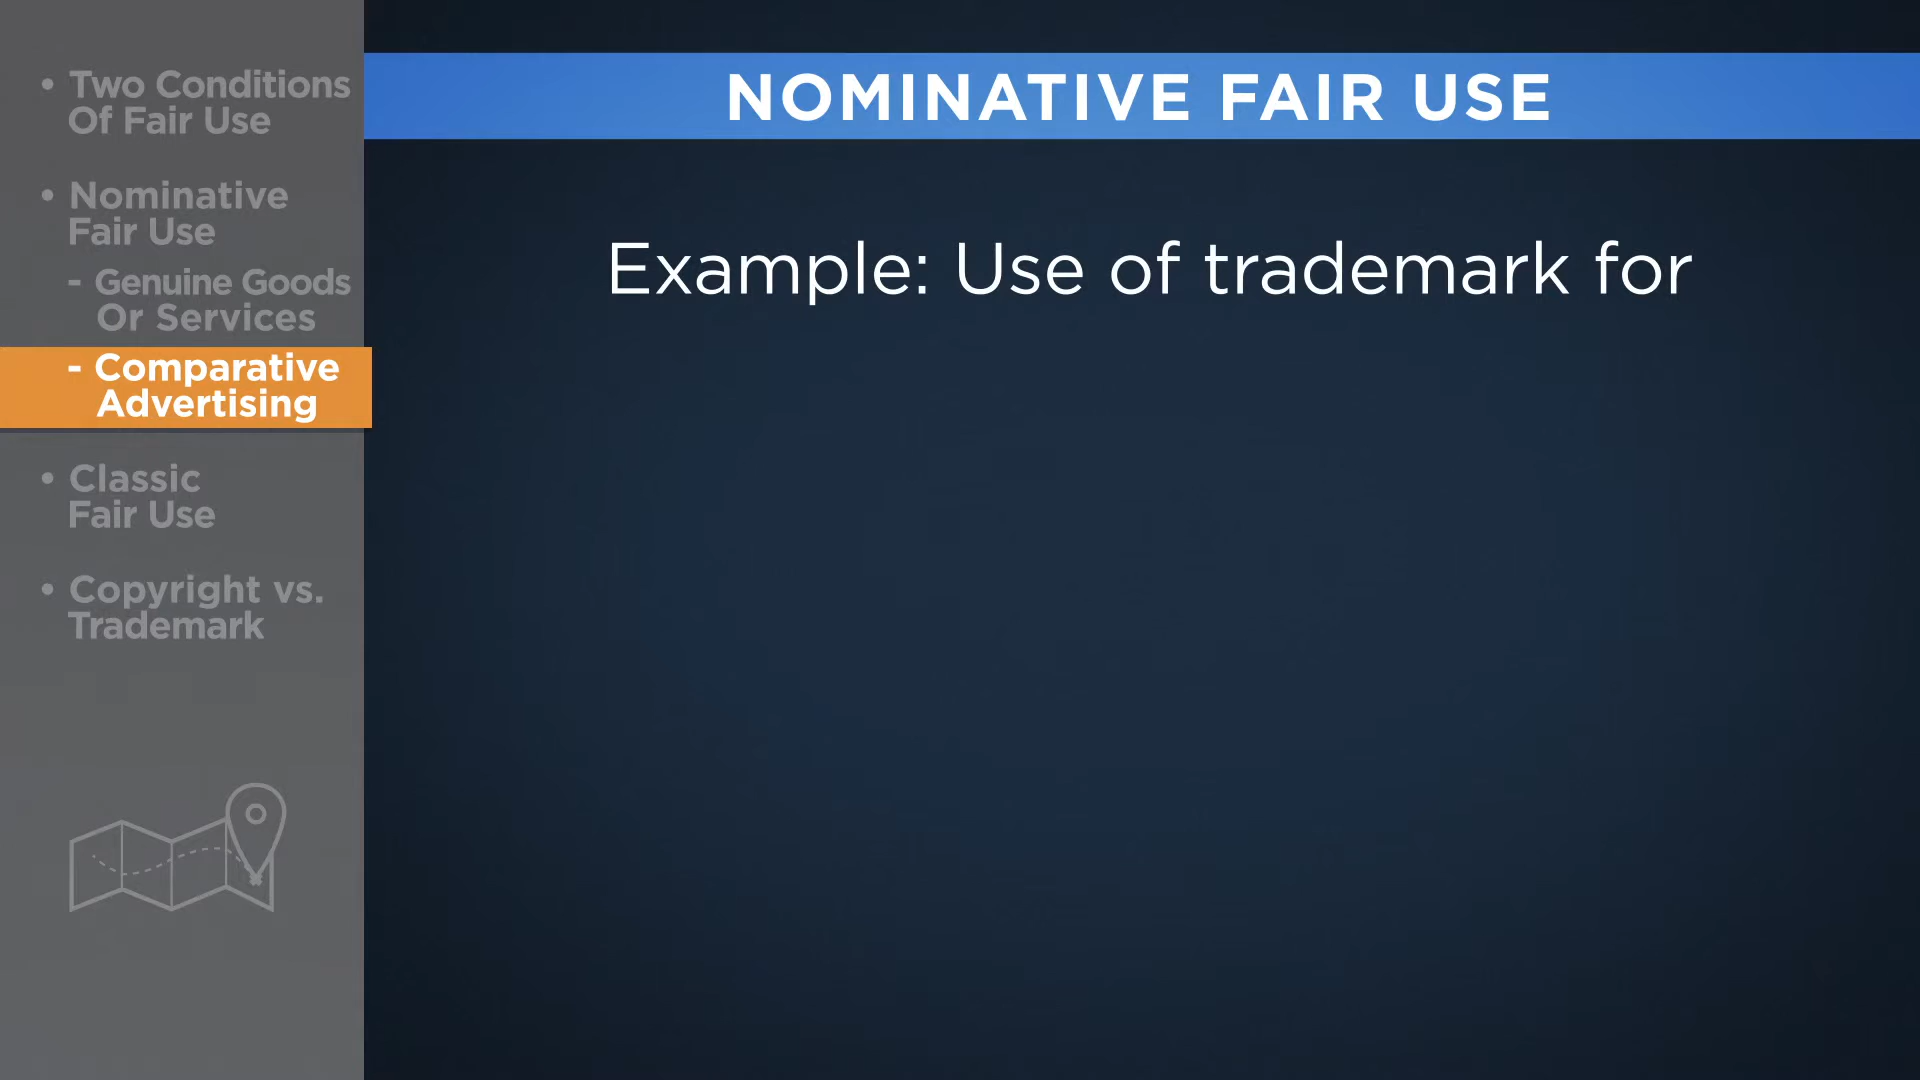 • Two Conditions
Of Fair Use
• Nominative
Fair Use
- Genuine Goods
Or Services
- Comparative
Advertising
• Classic
Fair Use
• Copyright vs.
Trademark
NOMINATIVE FAIR USE
Example: Use of trademark for